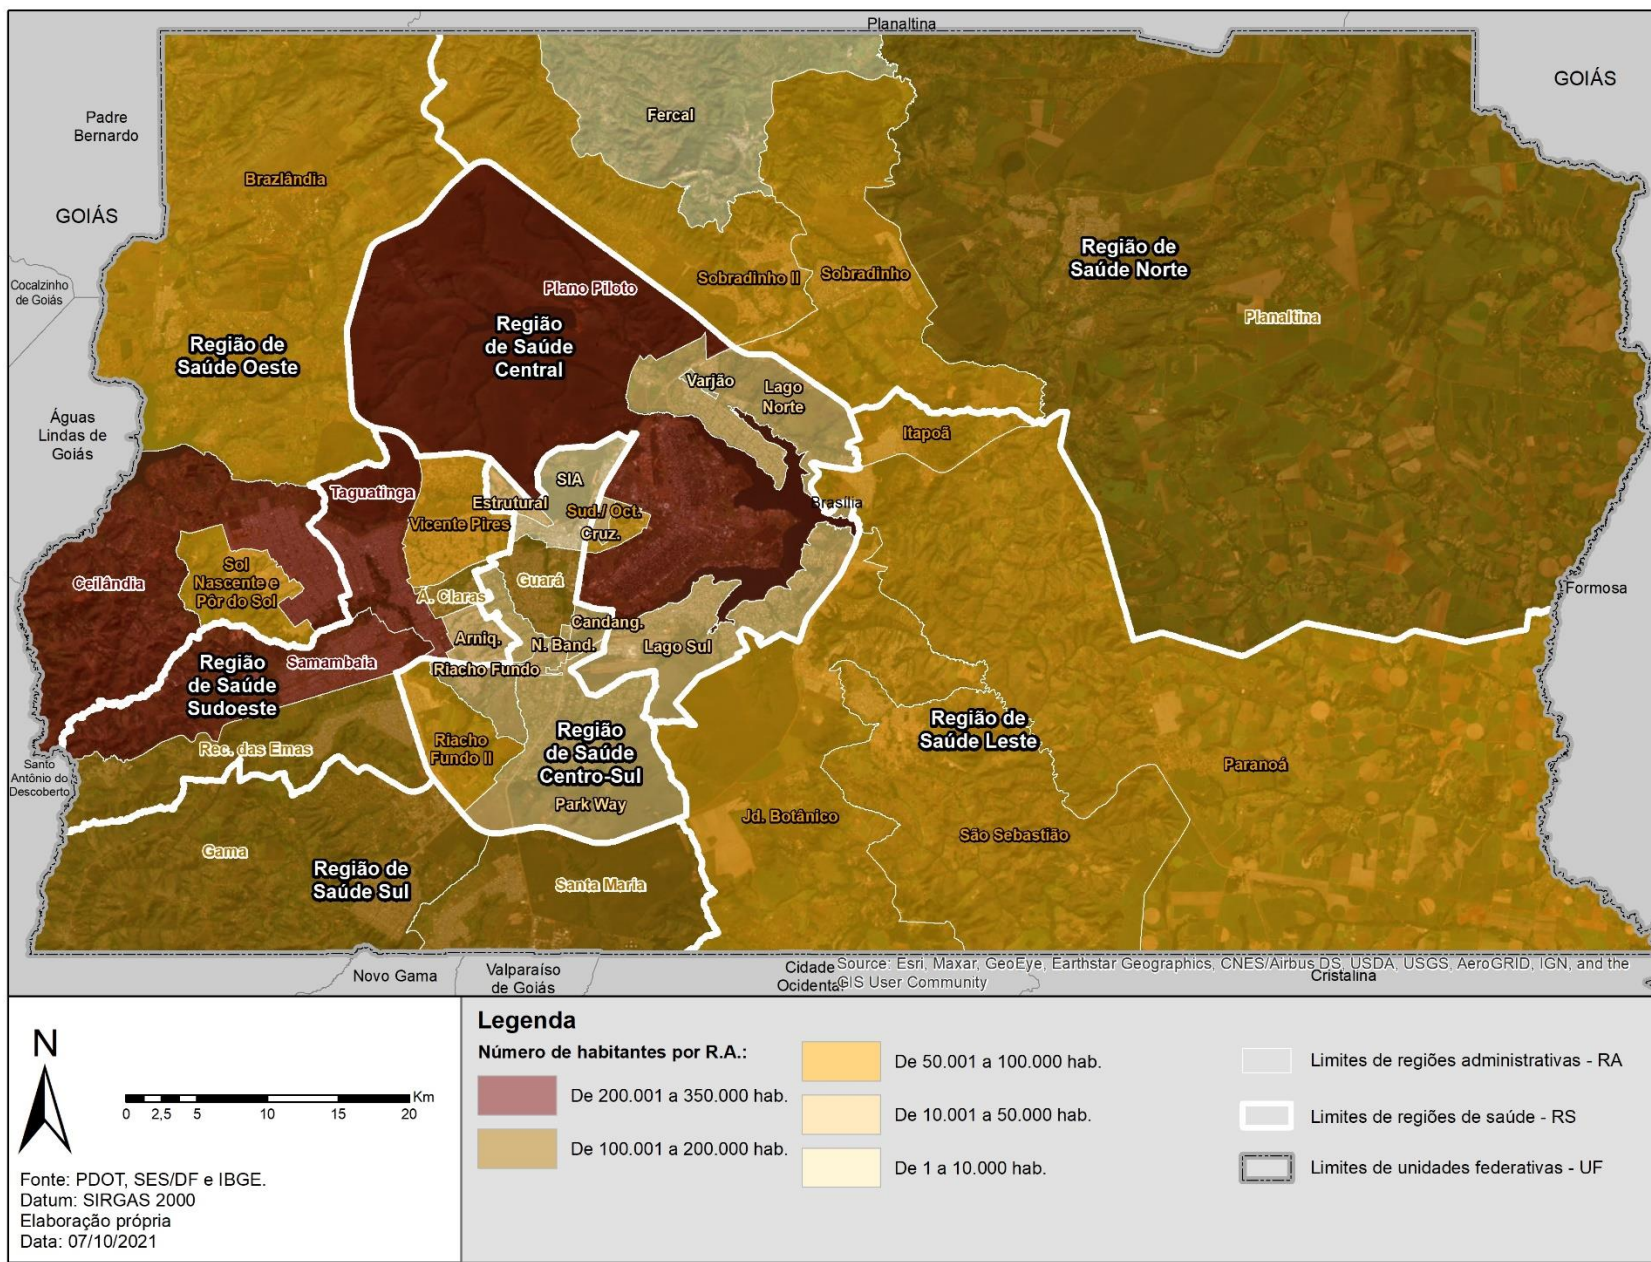 Planaltina
GOIÁS
Padre
Bernardo
Fercal
Brazlândia
GOIÁS
Região de
Saúde Norte
Sobradinho II
Sobradinho
Cocalzinho
de Goiás
Plano Piloto
Planaltina
Região de
Saúde Oeste
Região
de Saúde
Central
Varjão
Lago
Norte
Águas
Lindas de
Goiás
Itapoã
Taguatinga
SIA
Estrutural
Vicente Pires
Sud./ Oct.
Cruz.
Brasília
Ceilândia
Sol
Nascente e
Pôr do Sol
Guará
A. Claras
Formosa
Candang.
Arniq.
N. Band.
Lago Sul
Samambaia
Riacho Fundo
Região
de Saúde
Sudoeste
Região de
Saúde Leste
Rec. das Emas
Riacho
Fundo II
Região
de Saúde
Centro-Sul
Santo
Antônio do
Descoberto
Paranoá
Park Way
Jd. Botânico
São Sebastião
Gama
Região de
Saúde Sul
Santa Maria
Novo Gama
Valparaíso
de Goiás
Cidade
Ocidental
Cristalina
Source: Esri, Maxar, GeoEye, Earthstar Geographics, CNES/Airbus DS, USDA, USGS, AeroGRID, IGN, and the
GIS User Community
N
0 2,5 5 10 15 20 Km
Fonte: PDOT, SES/DF e IBGE.
Datum: SIRGAS 2000
Elaboração própria
Data: 07/10/2021
Legenda
Número de habitantes por R.A.:
De 200.001 a 350.000 hab.
De 100.001 a 200.000 hab.
De 50.001 a 100.000 hab.
De 10.001 a 50.000 hab.
De 1 a 10.000 hab.
Limites de regiões administrativas - RA
Limites de regiões de saúde - RS
Limites de unidades federativas - UF